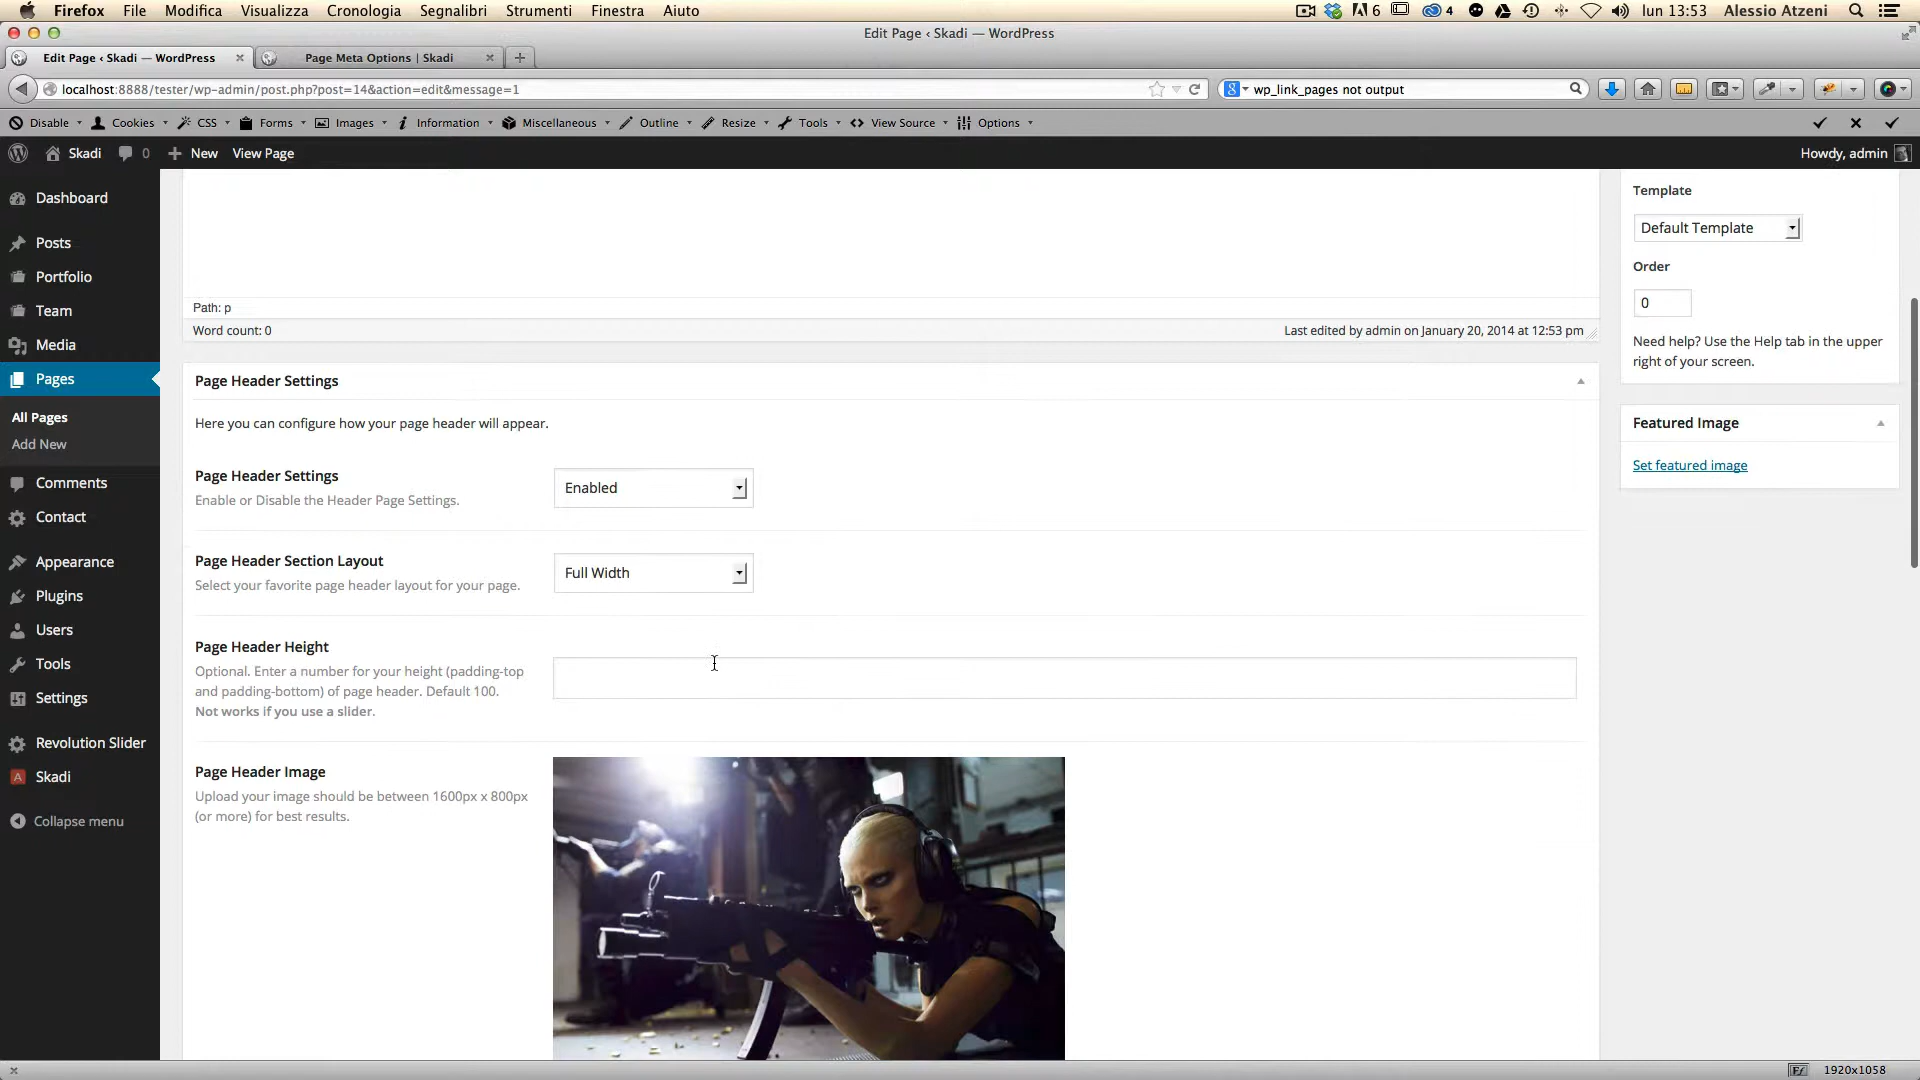 Firefox File Modifica Visualizza Cronologia Segnalibri Strumenti Finestra Aiuto 6 4 lun 13:53 Alessio Atzeni
Edit Page ‹ Skadi — WordPress
Edit Page ‹ Skadi — WordPress Page Meta Options | Skadi
localhost:8888/tester/wp-admin/post.php?post=14&action=edit&message=1 wp_link_pages not output
Disable Cookies CSS Forms Images Information Miscellaneous Outline Resize Tools View Source Options
Skadi 0 New View Page Howdy, admin
Dashboard
Posts
Portfolio
Team
Media
Pages
All Pages
Add New
Comments
Contact
Appearance
Plugins
Users
Tools
Settings
Revolution Slider
Skadi
Collapse menu
Path: p
Word count: 0 Last edited by admin on January 20, 2014 at 12:53 pm
Page Header Settings
Here you can configure how your page header will appear.
Page Header Settings
Enable or Disable the Header Page Settings.
Enabled
Page Header Section Layout
Select your favorite page header layout for your page.
Full Width
Page Header Height
Optional. Enter a number for your height (padding-top
and padding-bottom) of page header. Default 100.
Not works if you use a slider.
Page Header Image
Upload your image should be between 1600px x 800px
(or more) for best results.
Template
Default Template
Order
0
Need help? Use the Help tab in the upper
right of your screen.
Featured Image
Set featured image
1920x1058